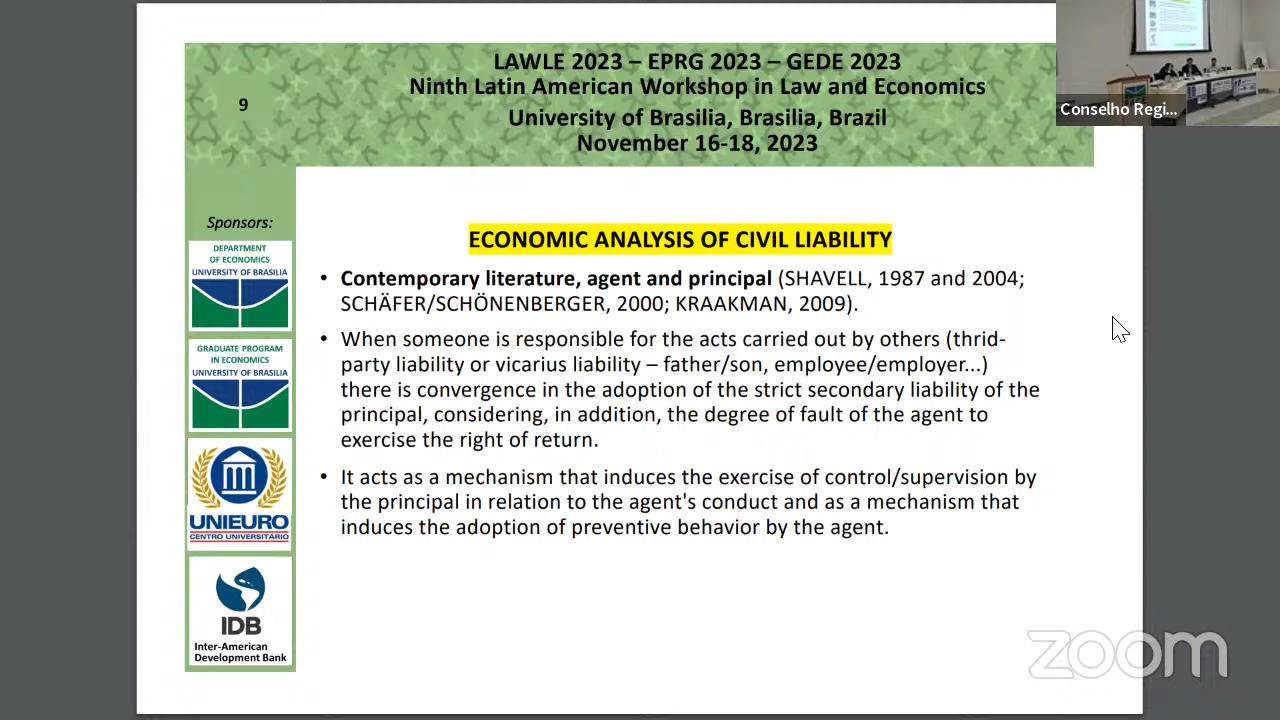 LAWLE 2023 – EPRG 2023 – GEDE 2023
Ninth Latin American Workshop in Law and Economics
University of Brasilia, Brasilia, Brazil
November 16-18, 2023
9
Conselho Regi...
Sponsors:
DEPARTMENT
OF ECONOMICS
UNIVERSITY OF BRASILIA
GRADUATE PROGRAM
IN ECONOMICS
UNIVERSITY OF BRASILIA
UNIEURO
CENTRO UNIVERSITÁRIO
IDB
Inter-American
Development Bank
ECONOMIC ANALYSIS OF CIVIL LIABILITY
• Contemporary literature, agent and principal (SHAVELL, 1987 and 2004;
SCHÄFER/SCHÖNENBERGER, 2000; KRAAKMAN, 2009).
• When someone is responsible for the acts carried out by others (thrid-
party liability or vicarius liability – father/son, employee/employer...)
there is convergence in the adoption of the strict secondary liability of the
principal, considering, in addition, the degree of fault of the agent to
exercise the right of return.
• It acts as a mechanism that induces the exercise of control/supervision by
the principal in relation to the agent's conduct and as a mechanism that
induces the adoption of preventive behavior by the agent.
zoom